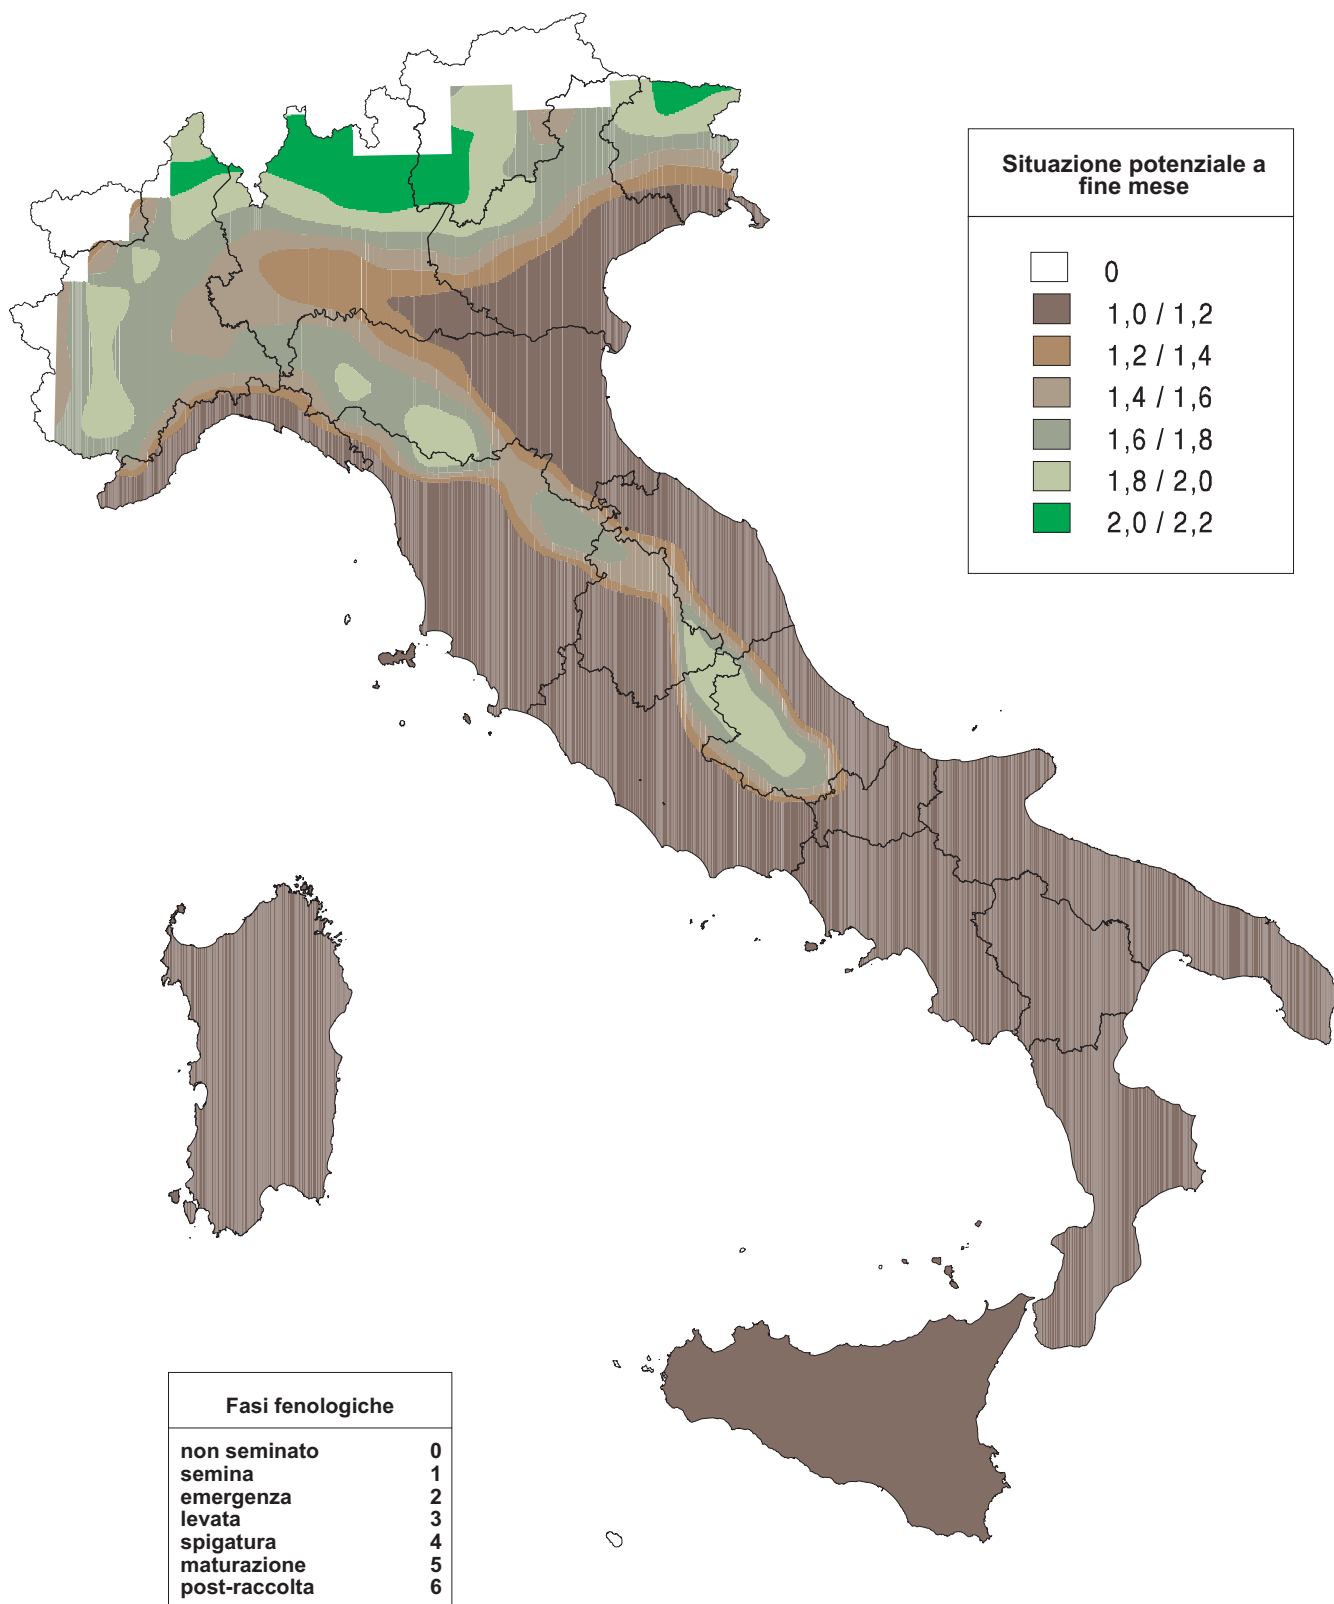 Situazione potenziale a
fine mese
0
1,0 / 1,2
1,2 / 1,4
1,4 / 1,6
1,6 / 1,8
1,8 / 2,0
2,0 / 2,2
Fasi fenologiche
non seminato 0
semina 1
emergenza 2
levata 3
spigatura 4
maturazione 5
post-raccolta 6